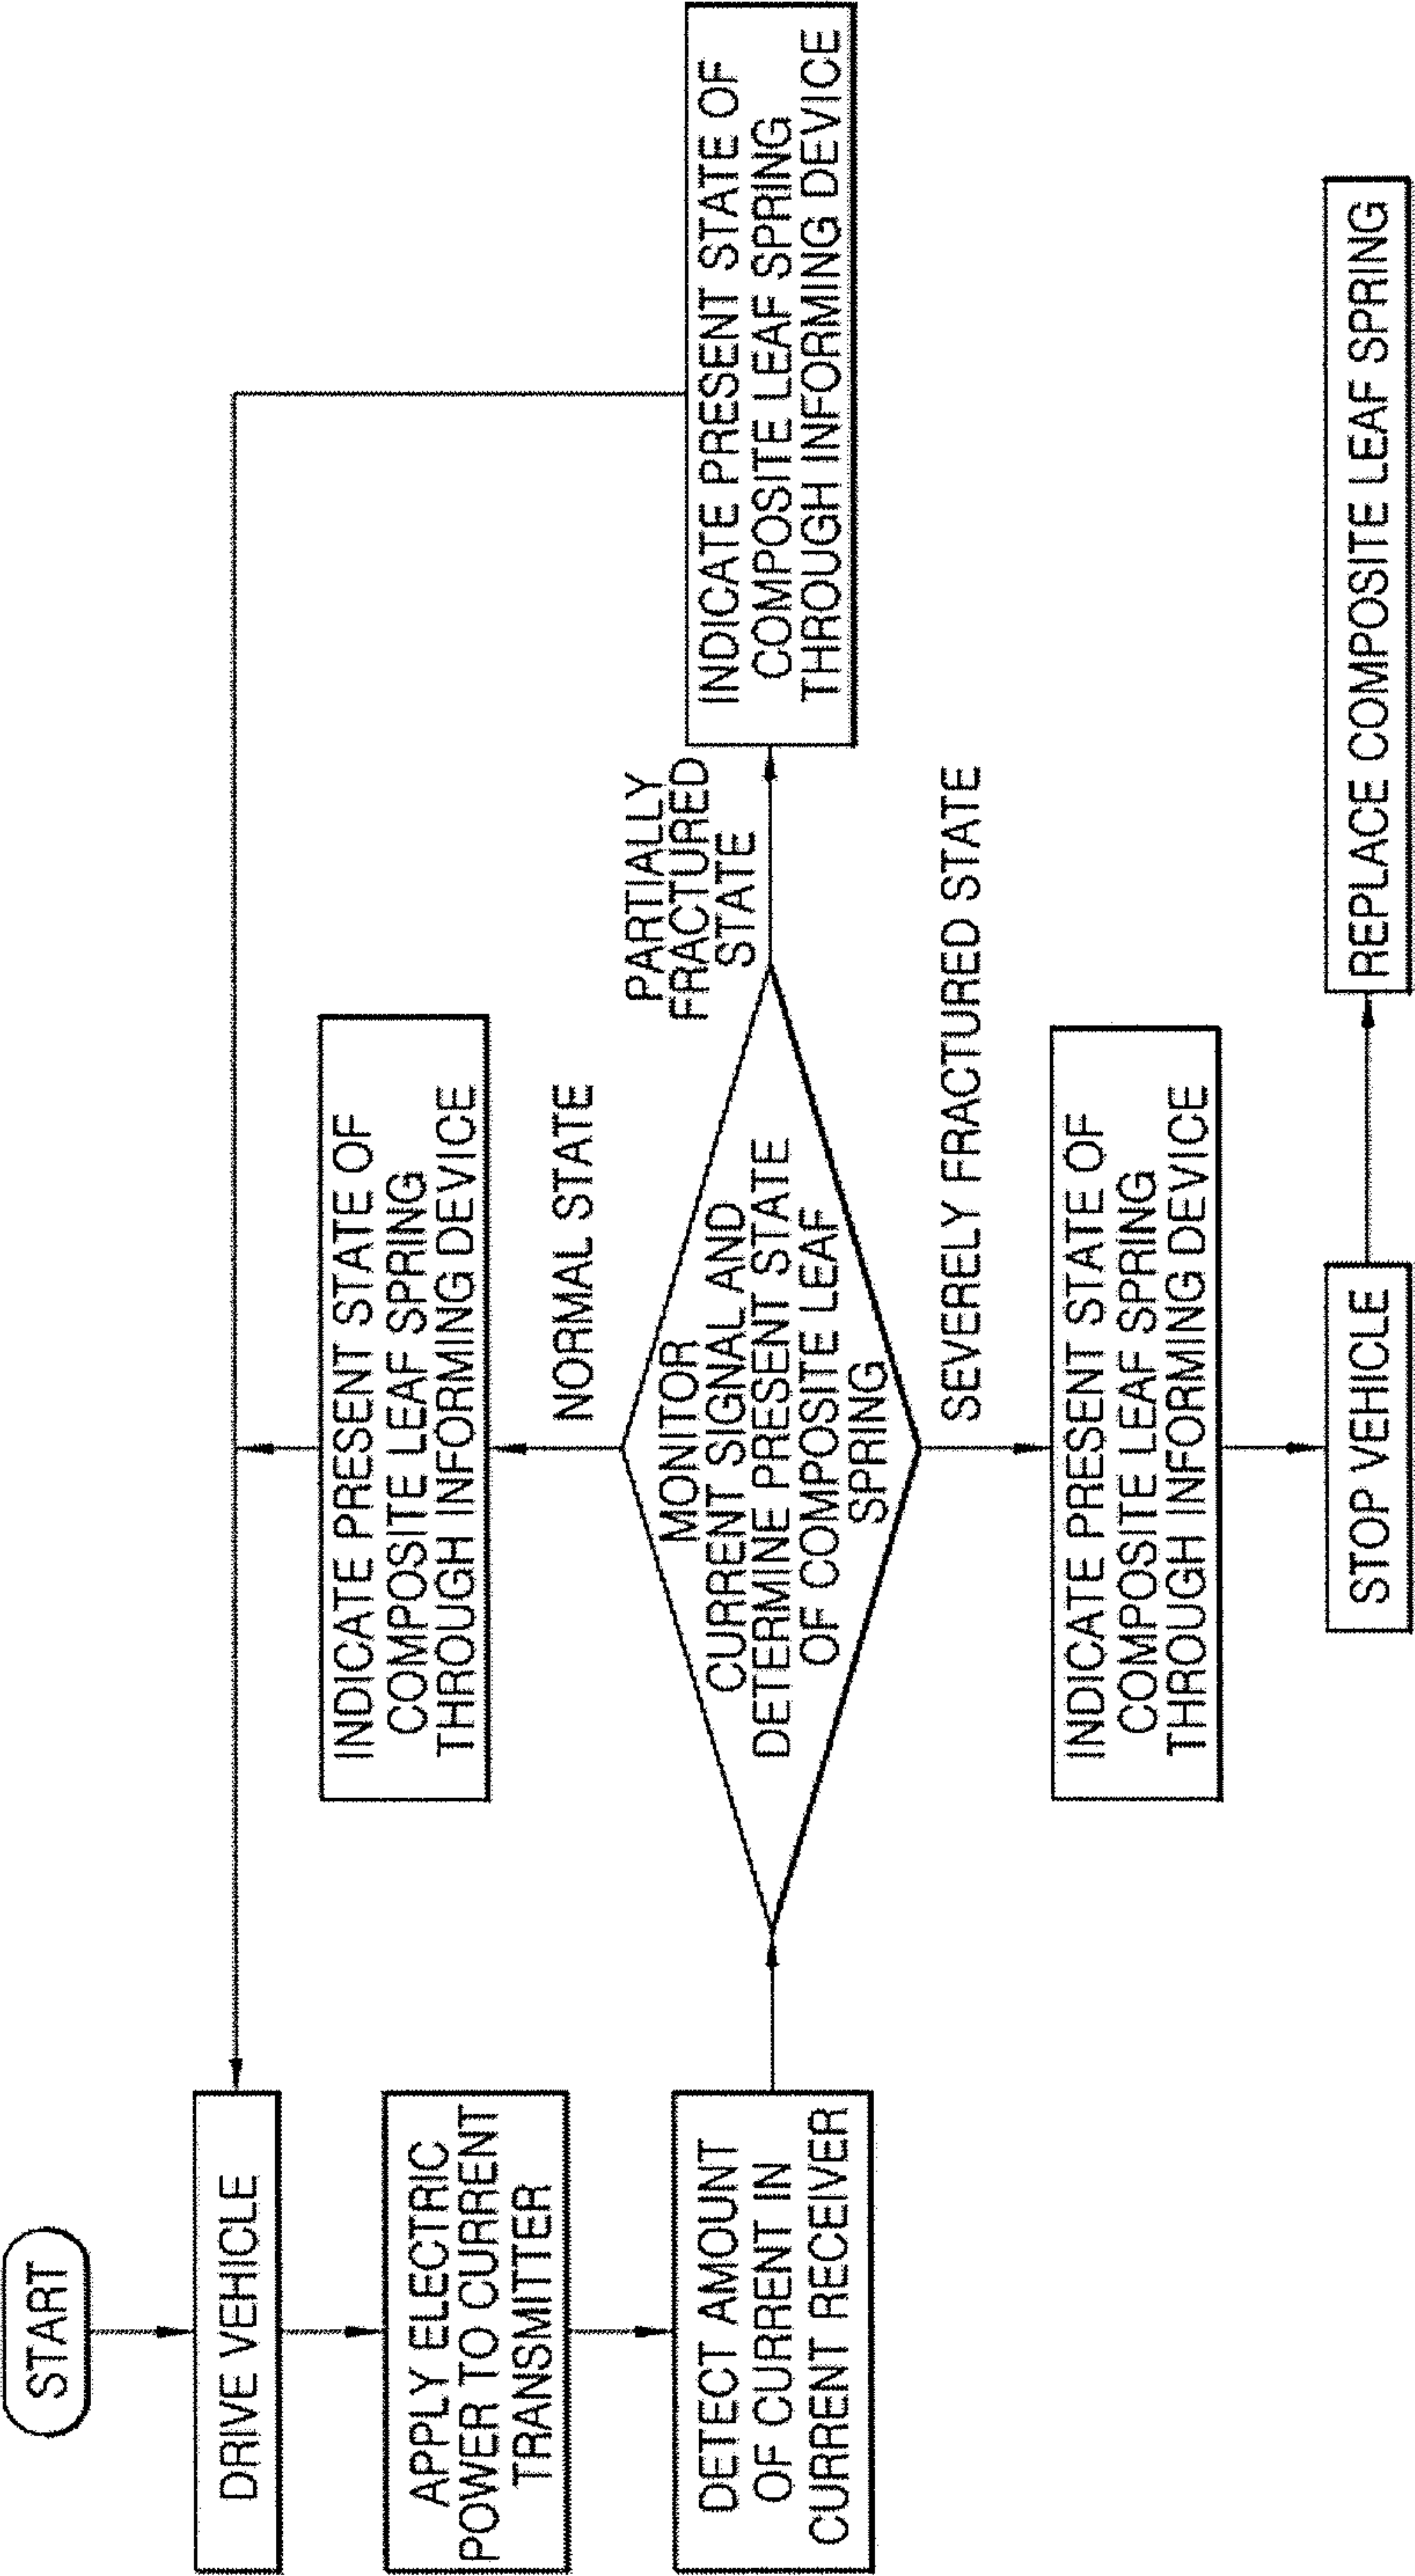 START
DRIVE VEHICLE
APPLY ELECTRIC
POWER TO CURRENT
TRANSMITTER
DETECT AMOUNT
OF CURRENT IN
CURRENT RECEIVER
MONITOR
CURRENT SIGNAL AND
DETERMINE PRESENT STATE
OF COMPOSITE LEAF
SPRING
NORMAL STATE
INDICATE PRESENT STATE OF
COMPOSITE LEAF SPRING
THROUGH INFORMING DEVICE
PARTIALLY
FRACTURED
STATE
INDICATE PRESENT STATE OF
COMPOSITE LEAF SPRING
THROUGH INFORMING DEVICE
SEVERELY FRACTURED STATE
INDICATE PRESENT STATE OF
COMPOSITE LEAF SPRING
THROUGH INFORMING DEVICE
STOP VEHICLE
REPLACE COMPOSITE LEAF SPRING